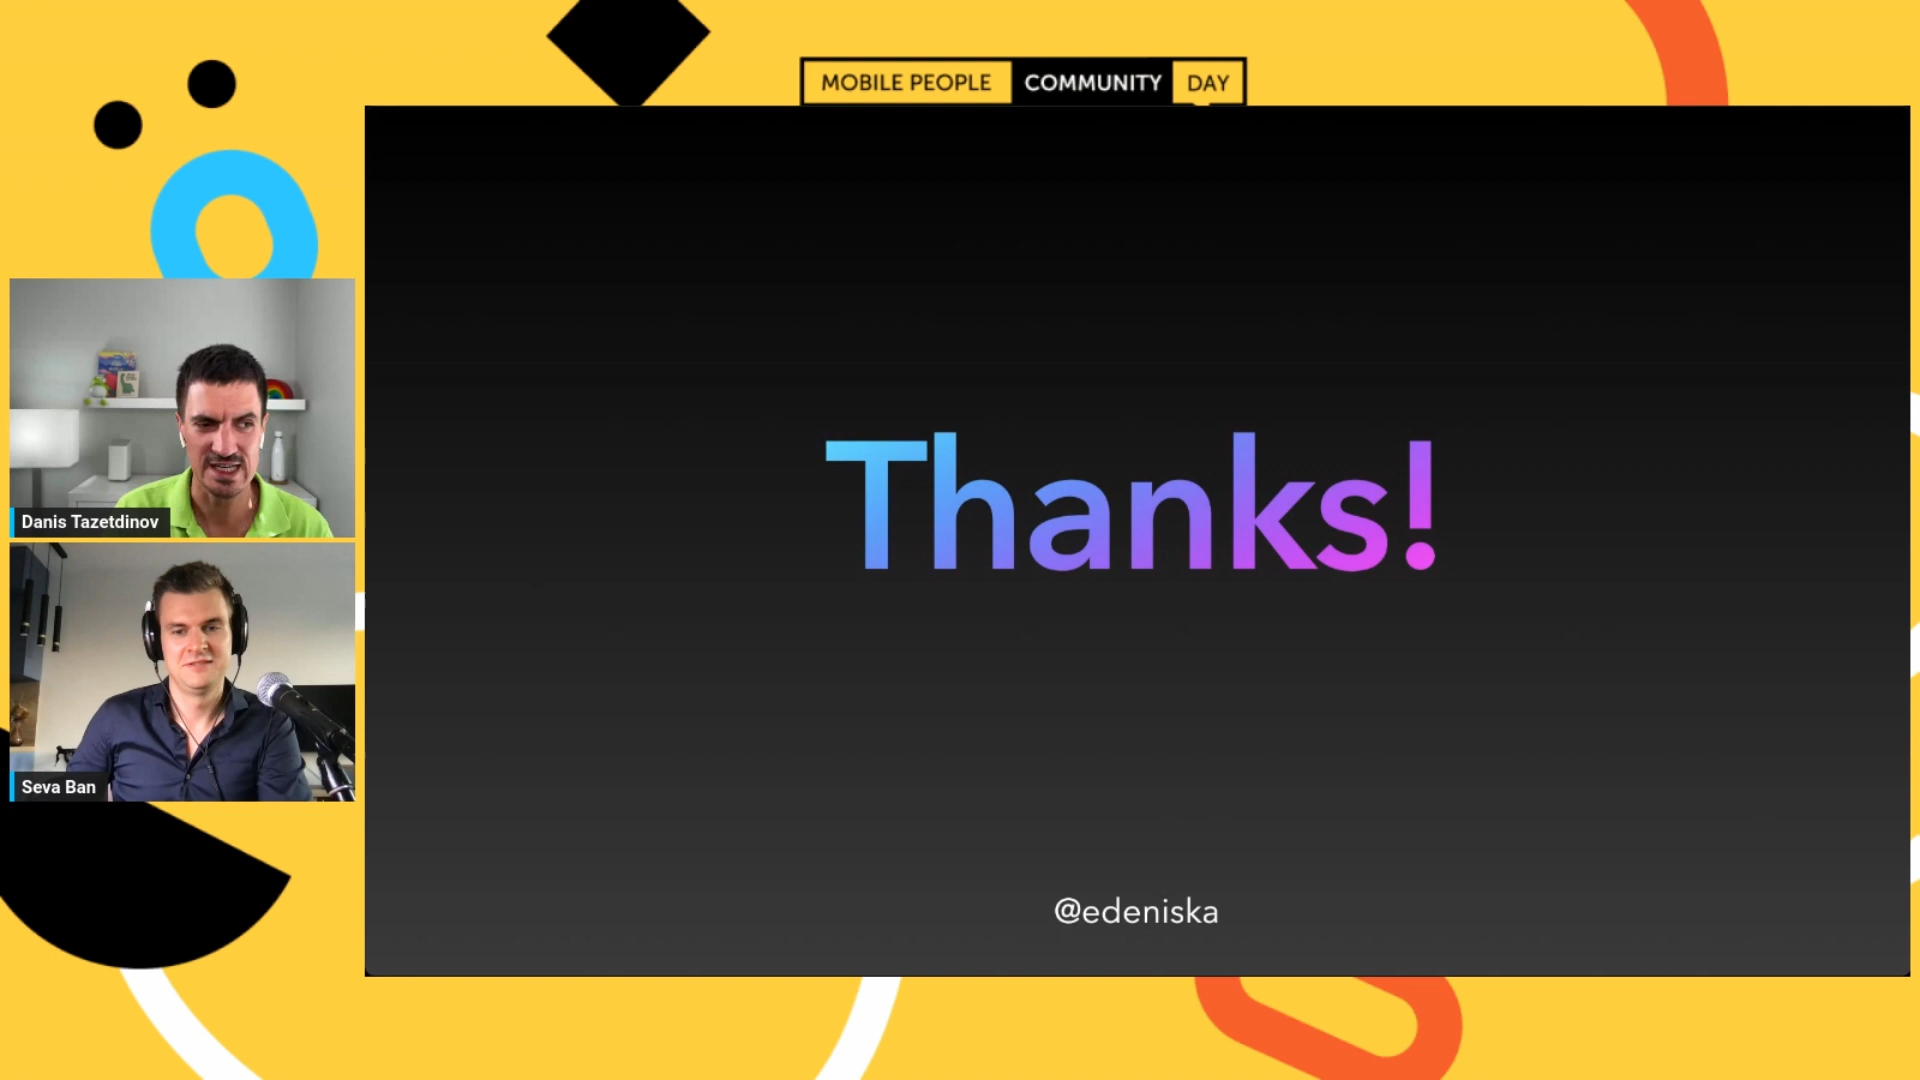 MOBILE PEOPLE COMMUNITY DAY
Danis Tazetdinov
Seva Ban
Thanks!
@edeniska